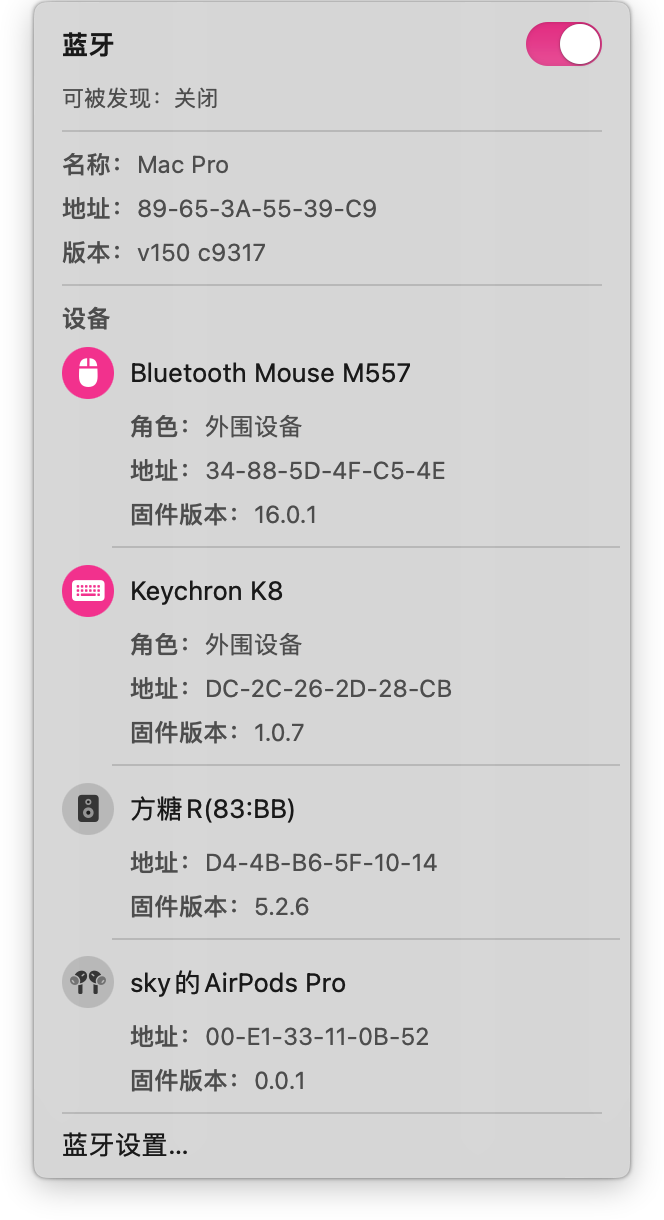 蓝牙
可被发现：关闭
名称：Mac Pro
地址：89-65-3A-55-39-C9
版本：v150 c9317
设备
Bluetooth Mouse M557
角色：外围设备
地址：34-88-5D-4F-C5-4E
固件版本：16.0.1
Keychron K8
角色：外围设备
地址：DC-2C-26-2D-28-CB
固件版本：1.0.7
方糖R(83:BB)
地址：D4-4B-B6-5F-10-14
固件版本：5.2.6
sky的AirPods Pro
地址：00-E1-33-11-0B-52
固件版本：0.0.1
蓝牙设置...